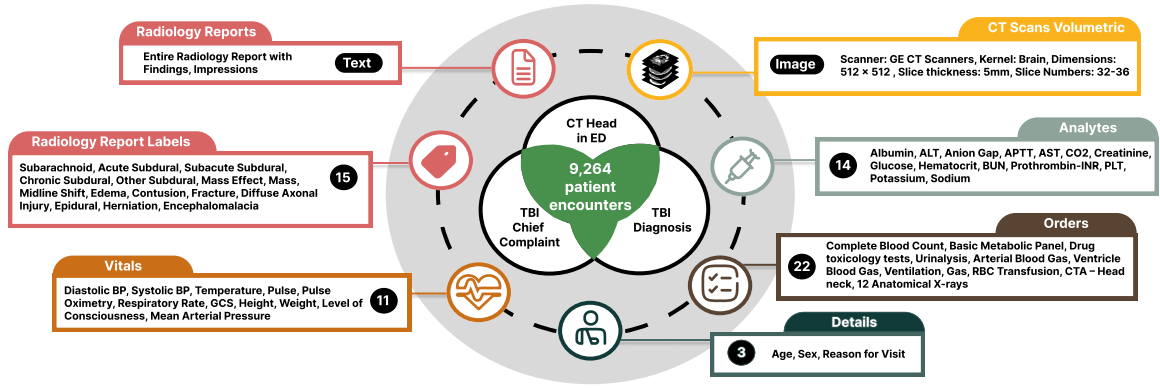 Radiology Reports
Entire Radiology Report with
Findings, Impressions
Text
CT Scans Volumetric
Image
Scanner: GE CT Scanners, Kernel: Brain, Dimensions:
512 × 512 , Slice thickness: 5mm, Slice Numbers: 32-36
Radiology Report Labels
Subarachnoid, Acute Subdural, Subacute Subdural,
Chronic Subdural, Other Subdural, Mass Effect, Mass,
Midline Shift, Edema, Contusion, Fracture, Diffuse Axonal
Injury, Epidural, Herniation, Encephalomalacia
15
Analytes
14
Albumin, ALT, Anion Gap, APTT, AST, CO2, Creatinine,
Glucose, Hematocrit, BUN, Prothrombin-INR, PLT,
Potassium, Sodium
CT Head
in ED
9,264
patient
encounters
TBI
Chief
Complaint
TBI
Diagnosis
Vitals
Diastolic BP, Systolic BP, Temperature, Pulse, Pulse
Oximetry, Respiratory Rate, GCS, Height, Weight, Level of
Consciousness, Mean Arterial Pressure
11
Orders
22
Complete Blood Count, Basic Metabolic Panel, Drug
toxicology tests, Urinalysis, Arterial Blood Gas, Ventricle
Blood Gas, Ventilation, Gas, RBC Transfusion, CTA – Head
neck, 12 Anatomical X-rays
Details
3
Age, Sex, Reason for Visit